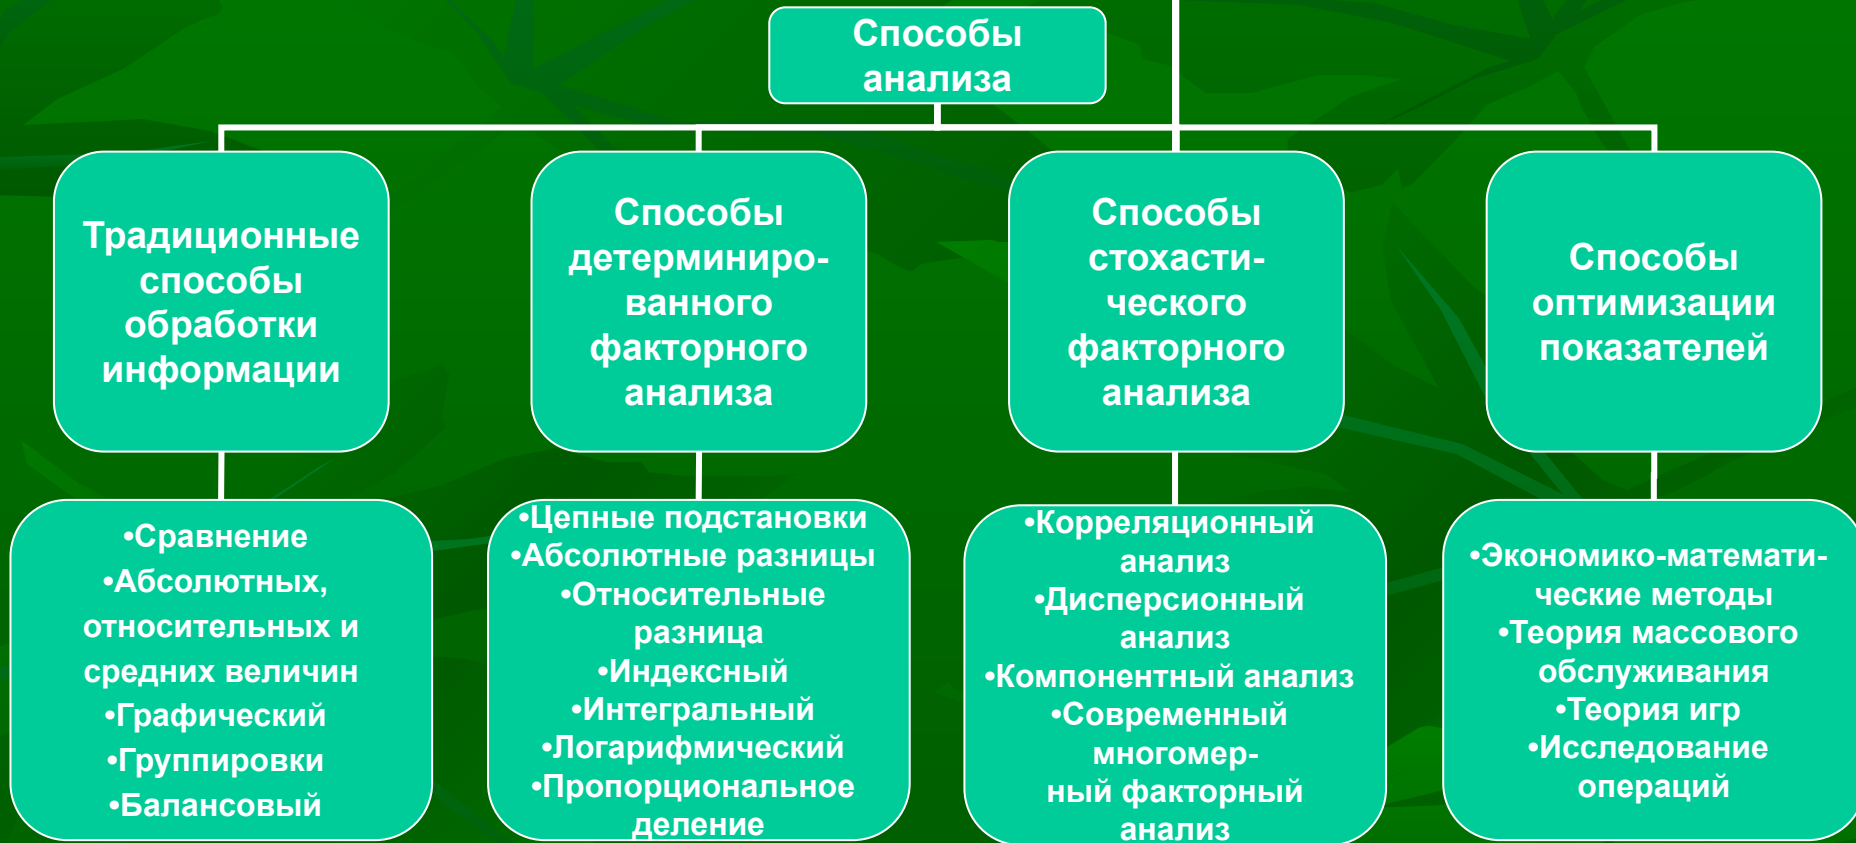 Способы
анализа
Традиционные
способы
обработки
информации
Способы
детерминиро-
ванного
факторного
анализа
Способы
стохасти-
ческого
факторного
анализа
Способы
оптимизации
показателей
•Сравнение
•Абсолютных,
относительных и
средних величин
•Графический
•Группировки
•Балансовый
•Цепные подстановки
•Абсолютные разницы
•Относительные
разница
•Индексный
•Интегральный
•Логарифмический
•Пропорциональное
деление
•Корреляционный
анализ
•Дисперсионный
анализ
•Компонентный анализ
•Современный
многомер-
ный факторный
анализ
•Экономико-математи-
ческие методы
•Теория массового
обслуживания
•Теория игр
•Исследование
операций